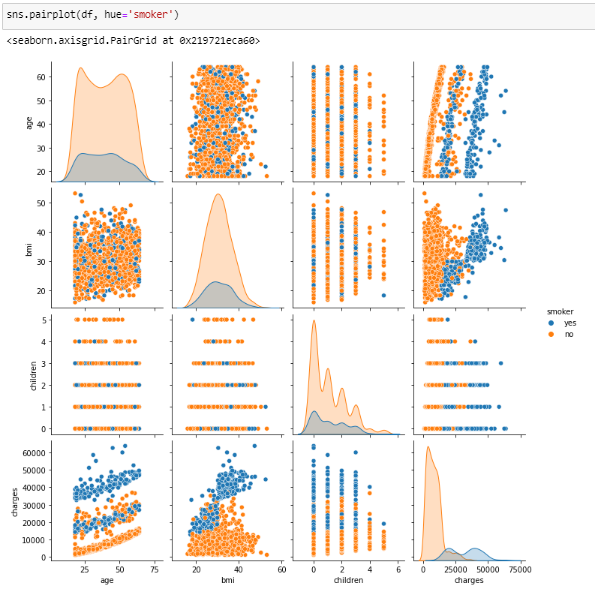 sns.pairplot(df, hue='smoker')
<seaborn.axisgrid.PairGrid at 0x219721eca60>
60
50
40
30
20
age
50
40
30
20
bmi
smoker
yes
no
5
4
3
2
1
0
children
60000
50000
40000
30000
20000
10000
0
charges
25 50 75
20 40 60
0 2 4 6
0 25000 50000 75000
age bmi children charges